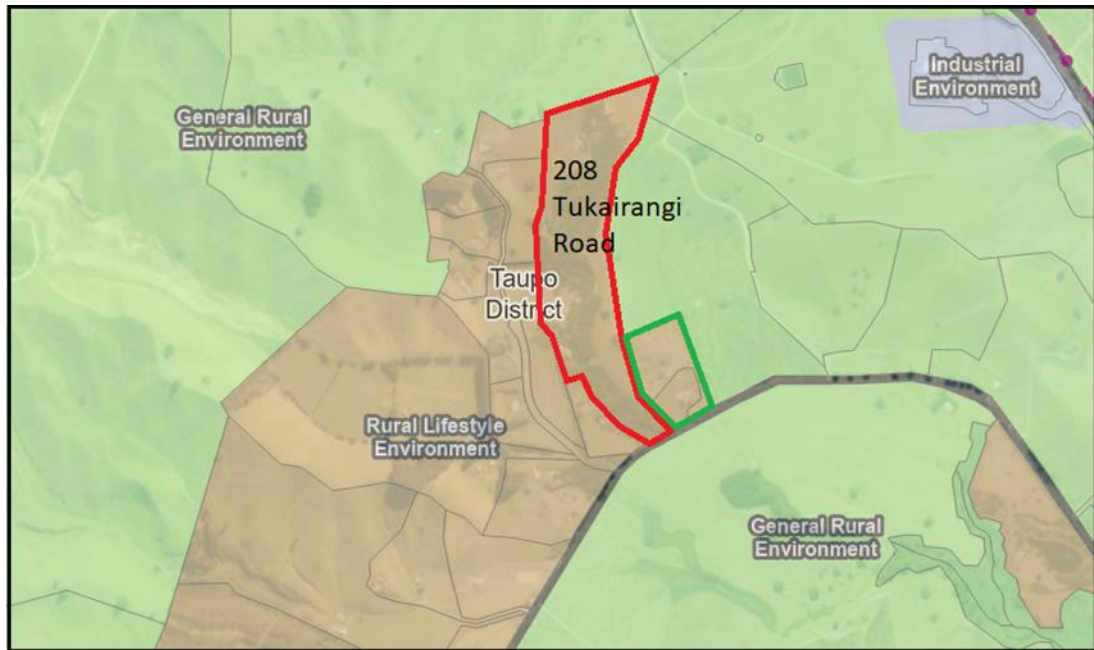 Industrial
Environment
General Rural
Environment
208
Tukairangi
Road
Taupo
District
Rural Lifestyle
Environment
General Rural
Environment